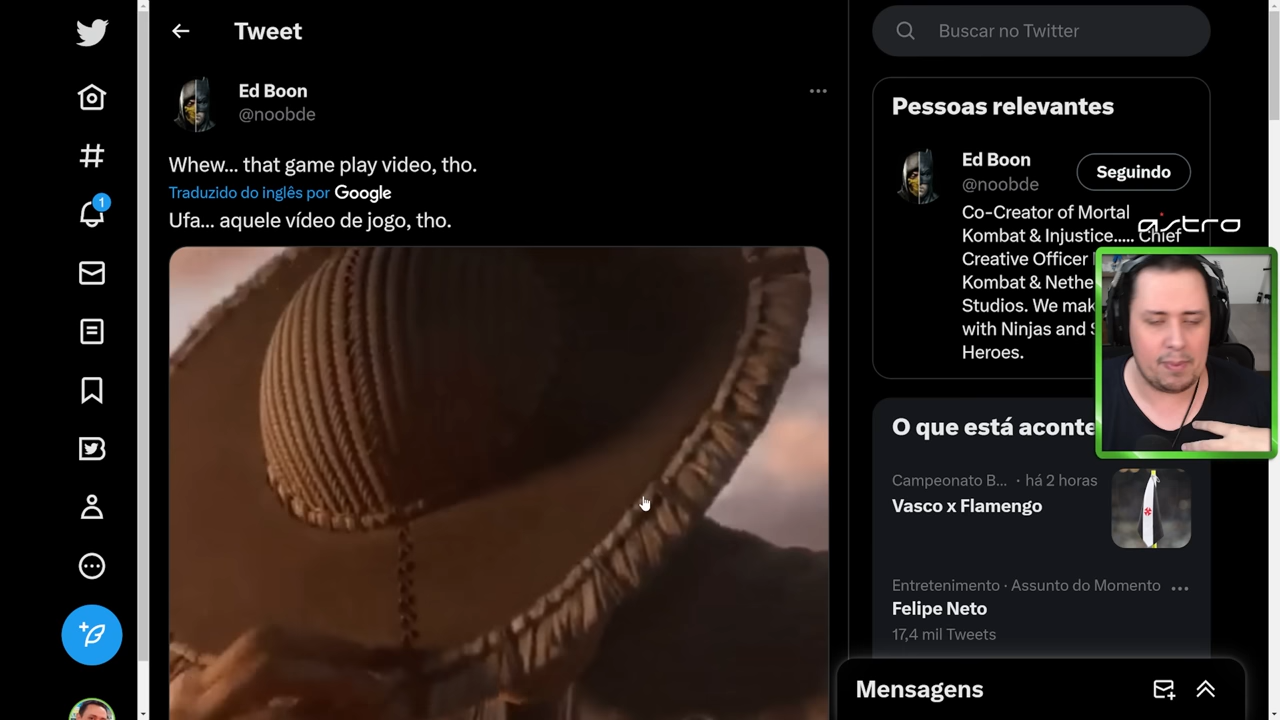 Tweet
Buscar no Twitter
Ed Boon
@noobde
Whew... that game play video, tho.
Traduzido do inglês por Google
Ufa... aquele vídeo de jogo, tho.
1
Pessoas relevantes
Ed Boon
@noobde
Seguindo
Co-Creator of Mortal
Kombat & Injustice..... Chief
Creative Officer
Kombat & Nethe
Studios. We mak
with Ninjas and S
Heroes.
astro
O que está aconte
Campeonato B... · há 2 horas
Vasco x Flamengo
Entretenimento · Assunto do Momento
Felipe Neto
17,4 mil Tweets
Mensagens